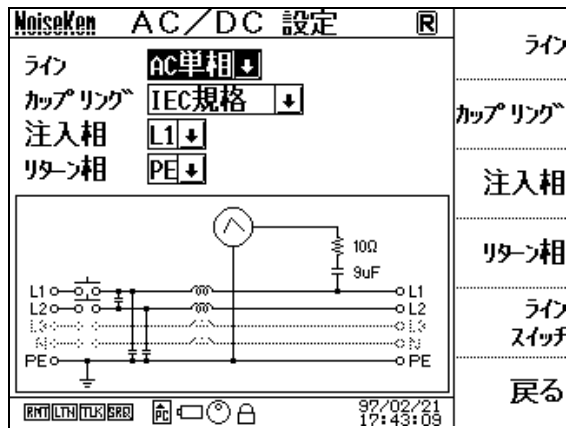 NoiseKen AC／DC 設定 R
ライン AC単相
カップリング IEC規格
注入相 L1
リターン相 PE
10Ω
9uF
L1 L1
L2 L2
L3 L3
N N
PE PE
RMT LTN TLK SRQ PC 97/02/21
17:43:09
ライン
カップリング
注入相
リターン相
ライン
スイッチ
戻る